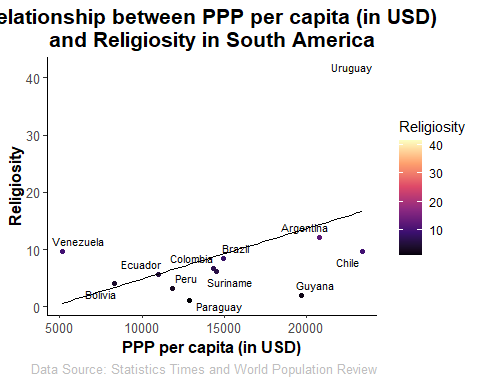 elationship between PPP per capita (in USD)
and Religiosity in South America
Religiosity
40
30
20
10
0
Uruguay
Argentina
Venezuela
Brazil
Colombia
Chile
Ecuador
Peru
Suriname
Guyana
Bolivia
Paraguay
5000
10000
15000
20000
PPP per capita (in USD)
Religiosity
40
30
20
10
Data Source: Statistics Times and World Population Review